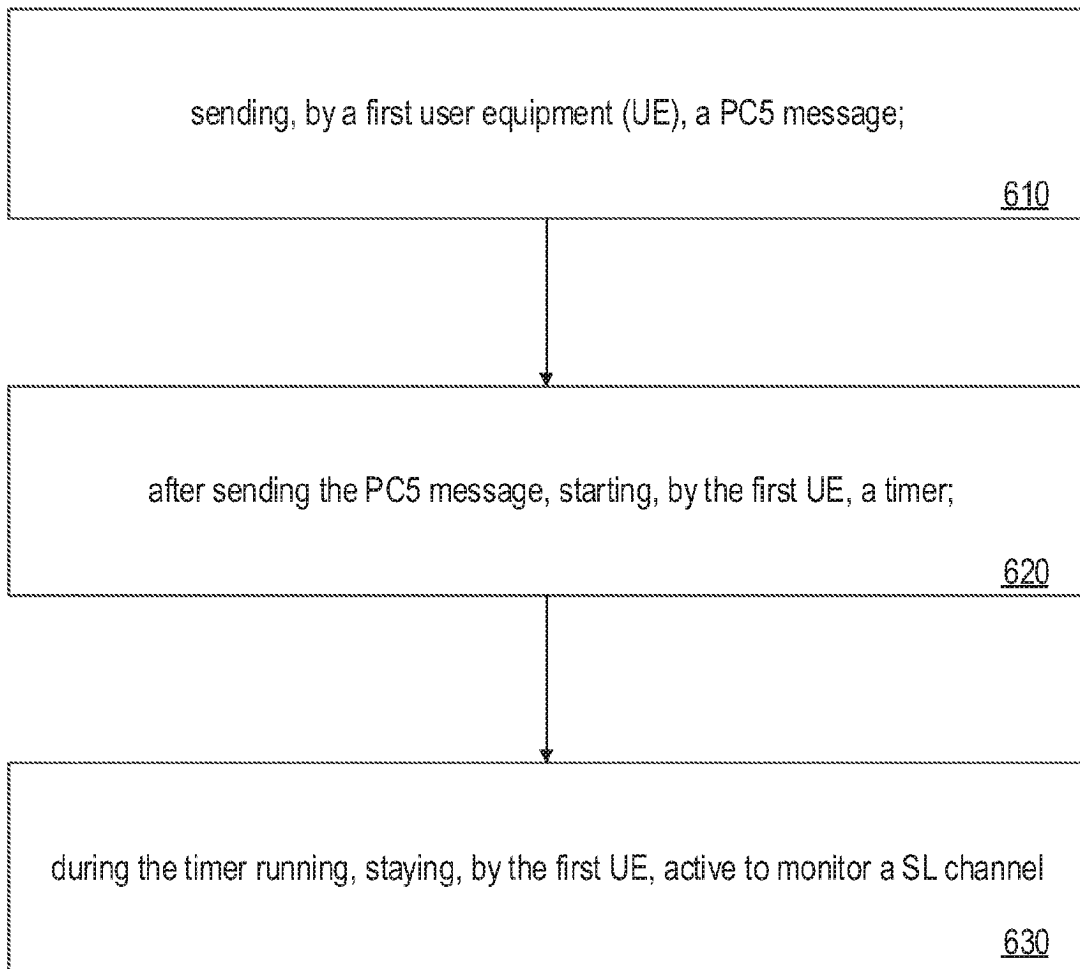 sending, by a first user equipment (UE), a PC5 message;
610
after sending the PC5 message, starting, by the first UE, a timer;
620
during the timer running, staying, by the first UE, active to monitor a SL channel
630